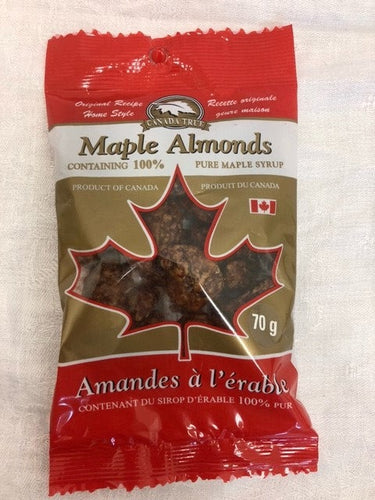 Original Recipe
Home Style
Recette originale
genre maison
CANADA TRUE
Maple Almonds
CONTAINING 100% PURE MAPLE SYRUP
PRODUCT OF CANADA
PRODUIT DU CANADA
70 g
Amandes à l'érable
CONTENANT DU SIROP D'ÉRABLE 100% PUR